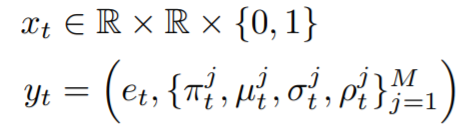 x_t ∈ ℝ × ℝ × {0, 1}
y_t = (e_t, {π_t^j, μ_t^j, σ_t^j, ρ_t^j}_{j=1}^M)